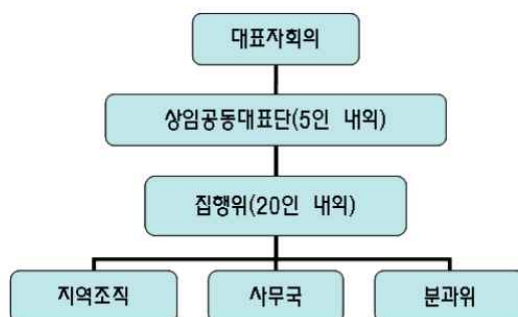 대표자회의
상임공동대표단(5인 내외)
집행위(20인 내외)
지역조직
사무국
분과위